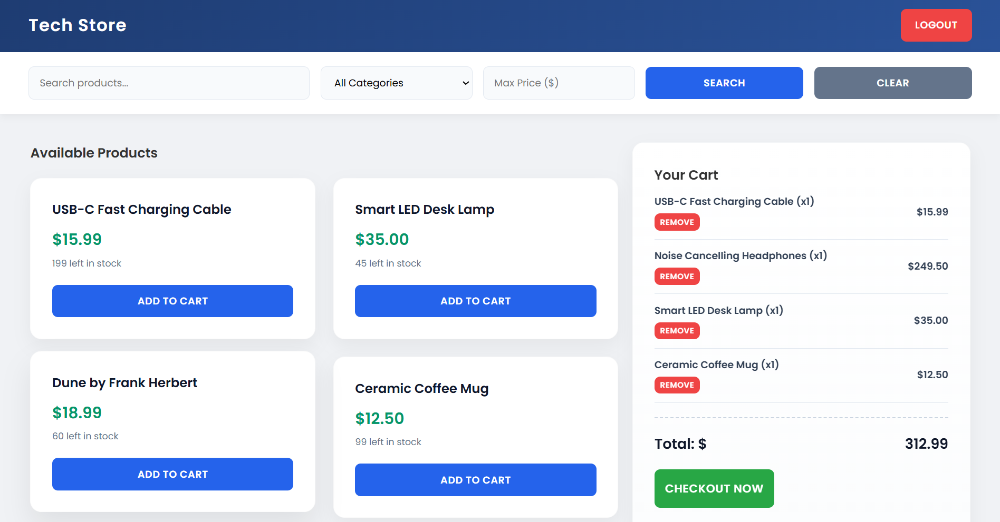 Tech Store
LOGOUT
Search products...
All Categories
Max Price ($)
SEARCH
CLEAR
Available Products
USB-C Fast Charging Cable
$15.99
199 left in stock
ADD TO CART
Smart LED Desk Lamp
$35.00
45 left in stock
ADD TO CART
Dune by Frank Herbert
$18.99
60 left in stock
ADD TO CART
Ceramic Coffee Mug
$12.50
99 left in stock
ADD TO CART
Your Cart
USB-C Fast Charging Cable (x1)
$15.99
REMOVE
Noise Cancelling Headphones (x1)
$249.50
REMOVE
Smart LED Desk Lamp (x1)
$35.00
REMOVE
Ceramic Coffee Mug (x1)
$12.50
REMOVE
Total: $ 312.99
CHECKOUT NOW